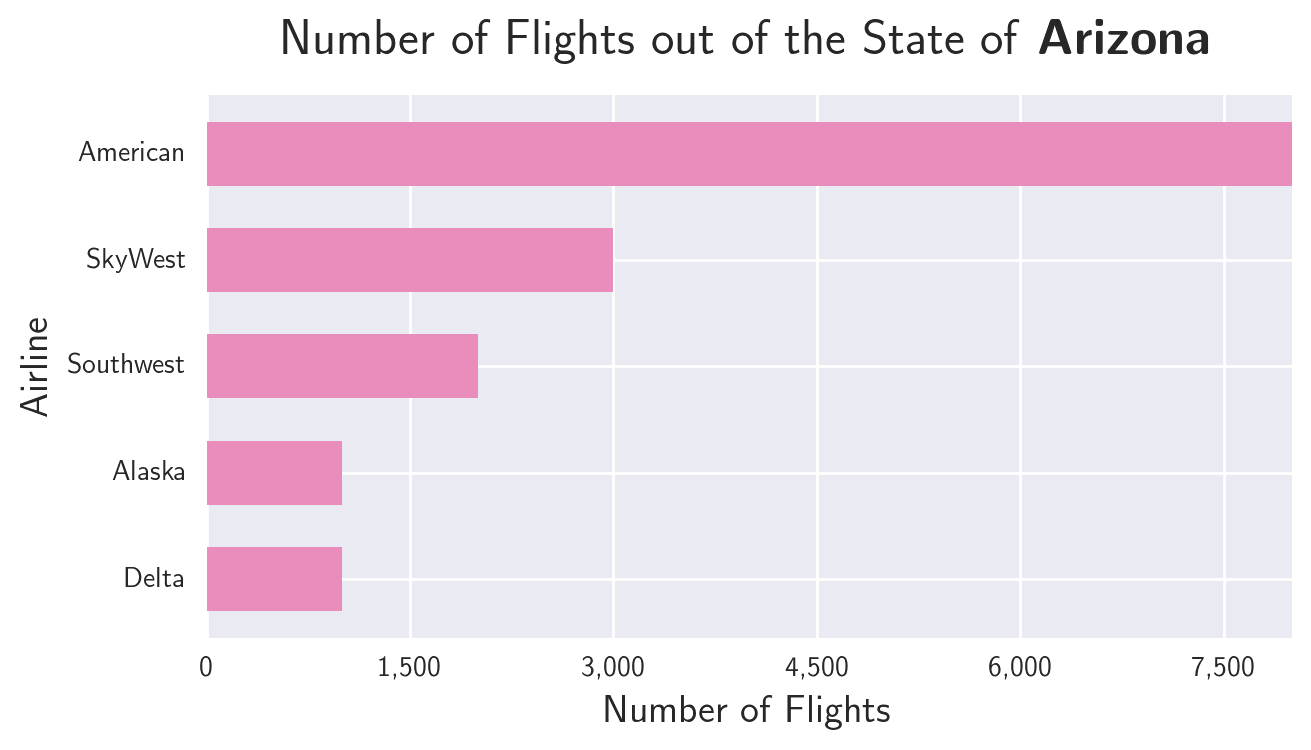 Number of Flights out of the State of Arizona
American
SkyWest
Southwest
Alaska
Delta
Airline
0 1,500 3,000 4,500 6,000 7,500
Number of Flights